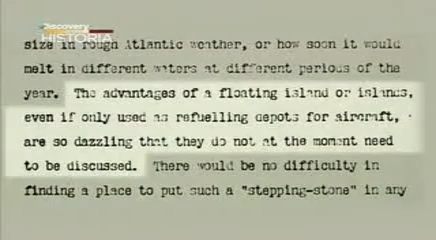 Discovery
HISTORIA
size in rough Atlantic weather, or how soon it would
melt in different waters at different periods of the
year. The advantages of a floating island or islands,
even if only used as refuelling depots for aircraft,
are so dazzling that they do not at the moment need
to be discussed. There would be no difficulty in
finding a place to put such a "stepping-stone" in any